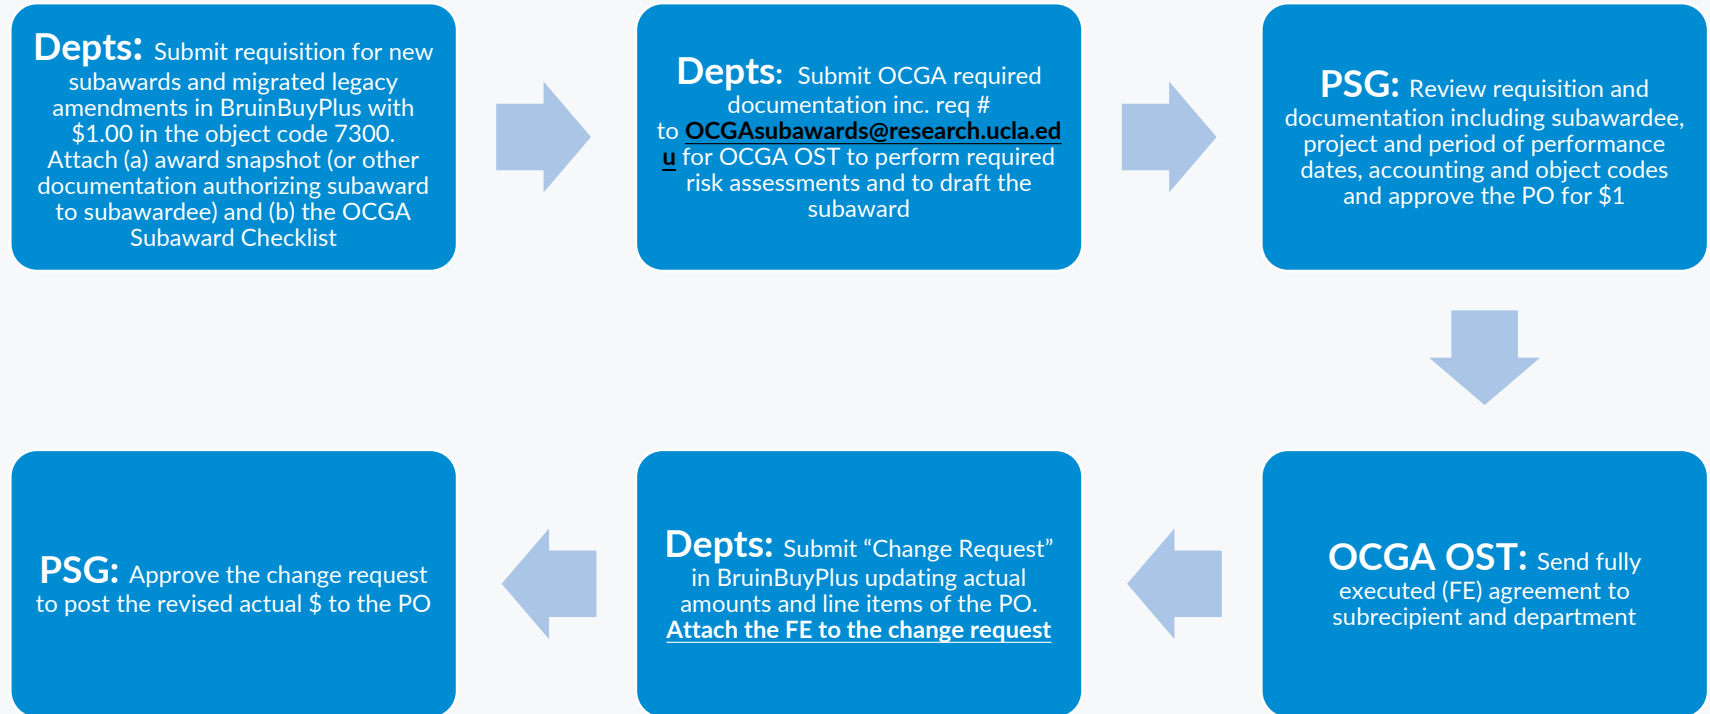 Depts: Submit requisition for new
subawards and migrated legacy
amendments in BruinBuyPlus with
$1.00 in the object code 7300.
Attach (a) award snapshot (or other
documentation authorizing subaward
to subawardee) and (b) the OCGA
Subaward Checklist
Depts: Submit OCGA required
documentation inc. req #
to OCGAsubawards@research.ucla.ed
u for OCGA OST to perform required
risk assessments and to draft the
subaward
PSG: Review requisition and
documentation including subawardee,
project and period of performance
dates, accounting and object codes
and approve the PO for $1
OCGA OST: Send fully
executed (FE) agreement to
subrecipient and department
Depts: Submit “Change Request”
in BruinBuyPlus updating actual
amounts and line items of the PO.
Attach the FE to the change request
PSG: Approve the change request
to post the revised actual $ to the PO